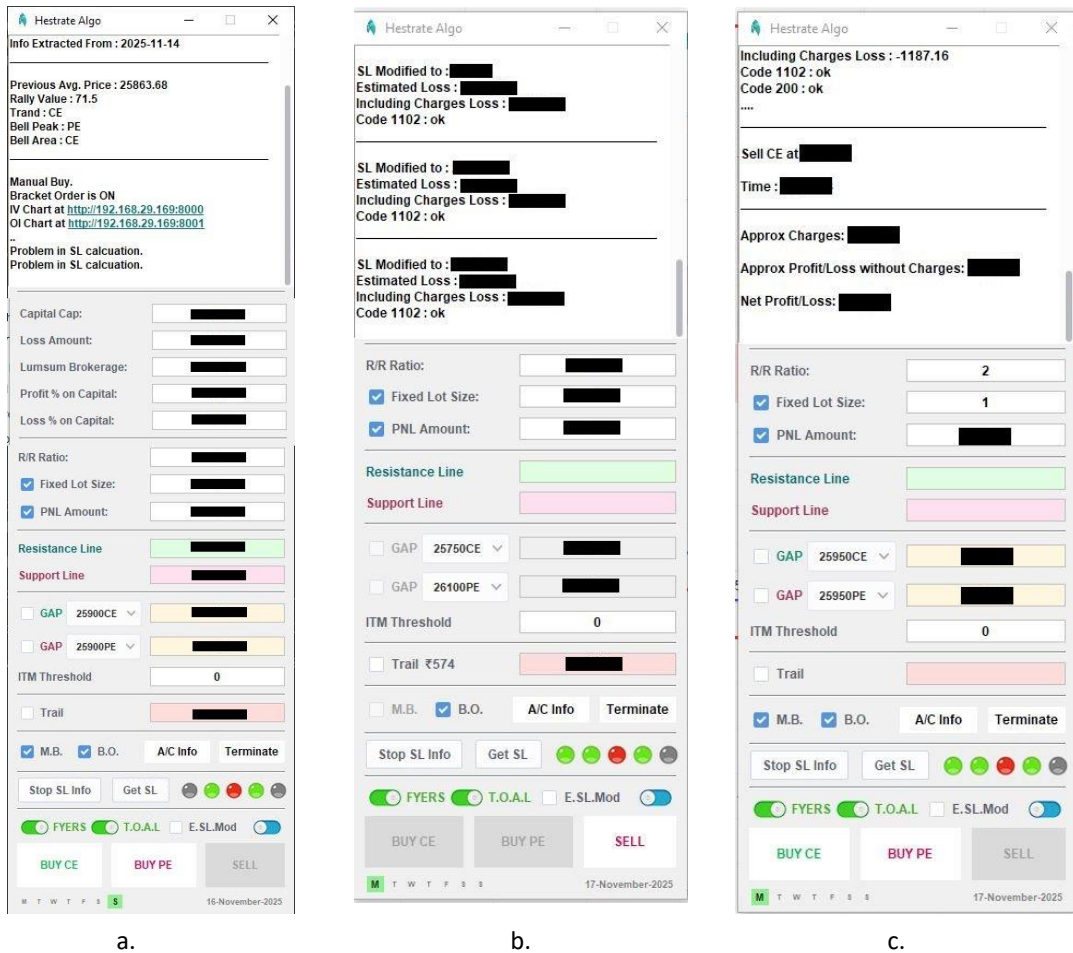 Hestrate Algo
Info Extracted From : 2025-11-14
Previous Avg. Price : 25863.68
Rally Value : 71.5
Trand : CE
Bell Peak : PE
Bell Area : CE
Manual Buy.
Bracket Order is ON
IV Chart at http://192.168.29.169:8000
OI Chart at http://192.168.29.169:8001
..
Problem in SL calcuation.
Problem in SL calcuation.
Capital Cap:
Loss Amount:
Lumsum Brokerage:
Profit % on Capital:
Loss % on Capital:
R/R Ratio:
Fixed Lot Size:
PNL Amount:
Resistance Line
Support Line
GAP 25900CE
GAP 25900PE
ITM Threshold 0
Trail
M.B. B.O. A/C Info Terminate
Stop SL Info Get SL
FYERS T.O.A.L E.SL.Mod
BUY CE BUY PE SELL
M T W T F S S 16-November-2025
a.
Hestrate Algo
SL Modified to :
Estimated Loss :
Including Charges Loss :
Code 1102 : ok
SL Modified to :
Estimated Loss :
Including Charges Loss :
Code 1102 : ok
SL Modified to :
Estimated Loss :
Including Charges Loss :
Code 1102 : ok
R/R Ratio:
Fixed Lot Size:
PNL Amount:
Resistance Line
Support Line
GAP 25750CE
GAP 26100PE
ITM Threshold 0
Trail ₹574
M.B. B.O. A/C Info Terminate
Stop SL Info Get SL
FYERS T.O.A.L E.SL.Mod
BUY CE BUY PE SELL
M T W T F S S 17-November-2025
b.
Hestrate Algo
Including Charges Loss : -1187.16
Code 1102 : ok
Code 200 : ok
....
Sell CE at
Time :
Approx Charges:
Approx Profit/Loss without Charges:
Net Profit/Loss:
R/R Ratio: 2
Fixed Lot Size: 1
PNL Amount:
Resistance Line
Support Line
GAP 25950CE
GAP 25950PE
ITM Threshold 0
Trail
M.B. B.O. A/C Info Terminate
Stop SL Info Get SL
FYERS T.O.A.L E.SL.Mod
BUY CE BUY PE SELL
M T W T F S S 17-November-2025
c.